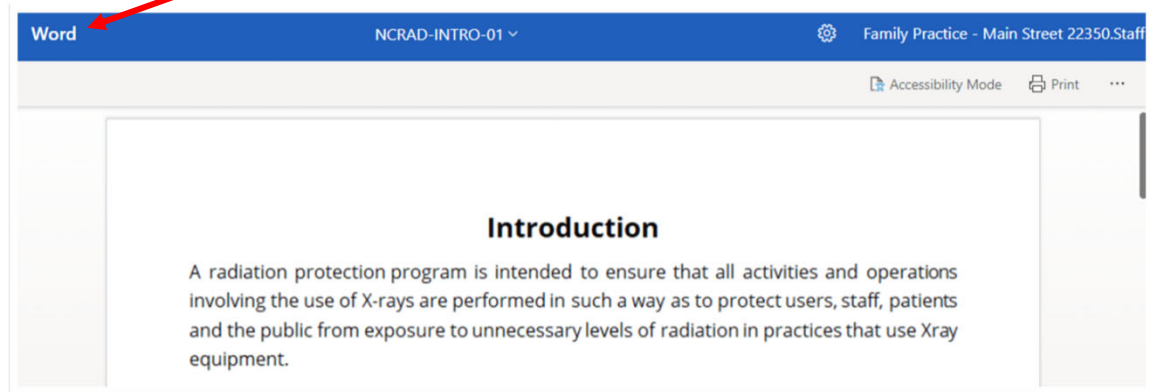 Word NCRAD-INTRO-01 Family Practice - Main Street 22350.Staff
Accessibility Mode Print ...
Introduction
A radiation protection program is intended to ensure that all activities and operations
involving the use of X-rays are performed in such a way as to protect users, staff, patients
and the public from exposure to unnecessary levels of radiation in practices that use Xray
equipment.